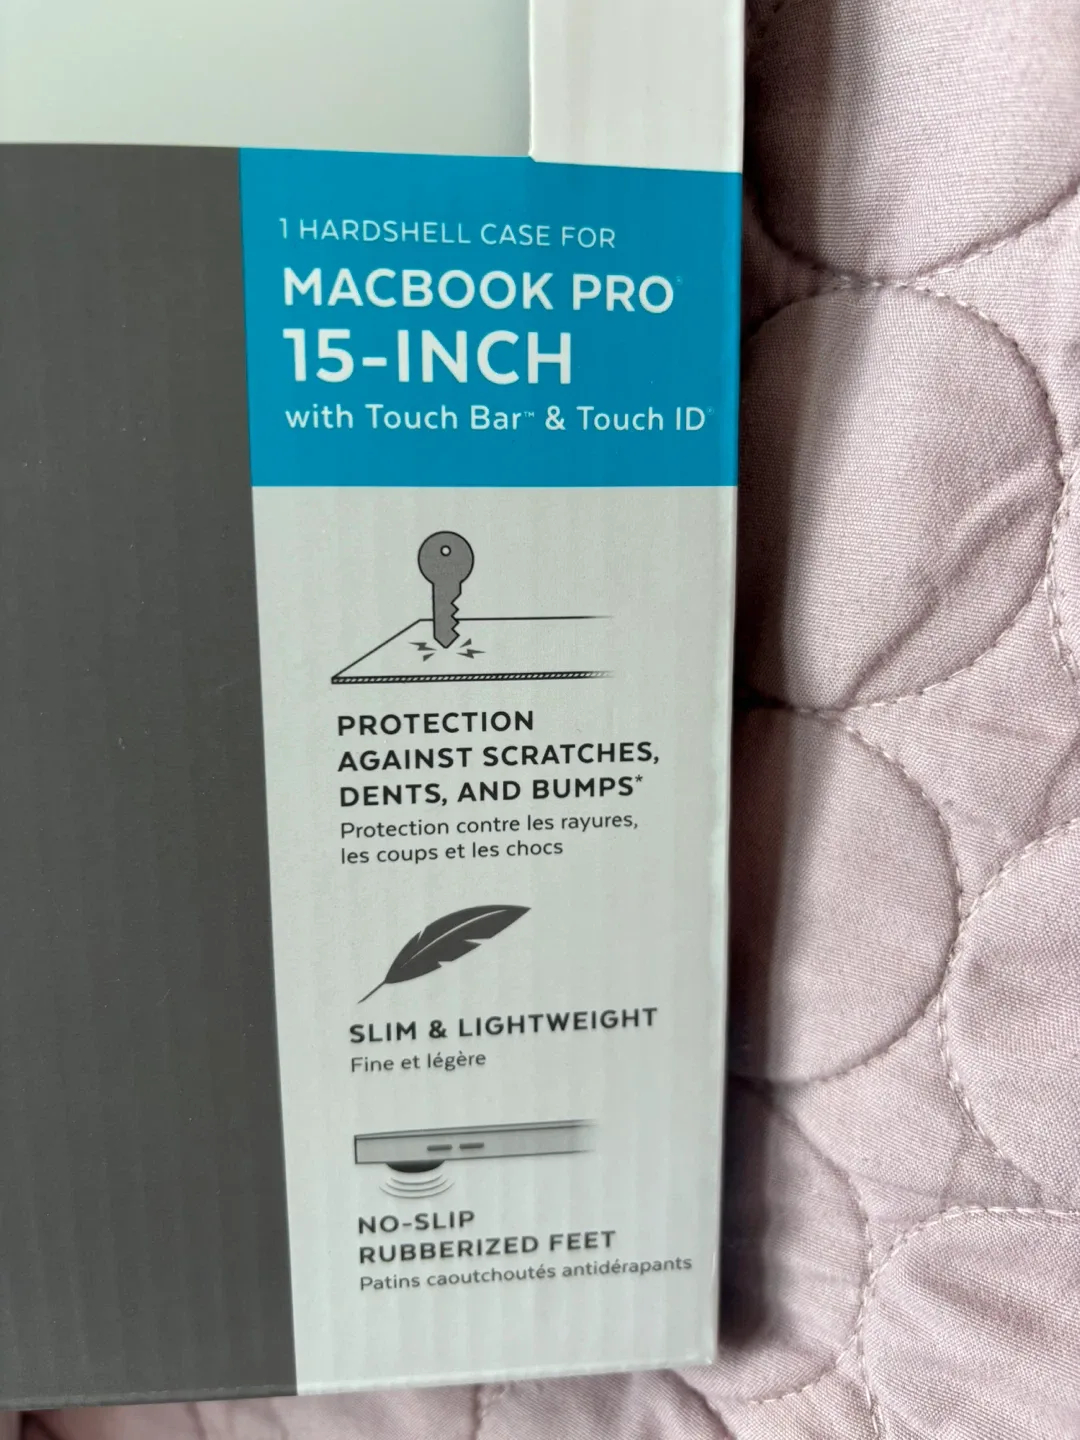 1 HARDSHELL CASE FOR
MACBOOK PRO®
15-INCH
with Touch Bar™ & Touch ID®
PROTECTION
AGAINST SCRATCHES,
DENTS, AND BUMPS*
Protection contre les rayures,
les coups et les chocs
SLIM & LIGHTWEIGHT
Fine et légère
NO-SLIP
RUBBERIZED FEET
Patins caoutchoutés antidérapants